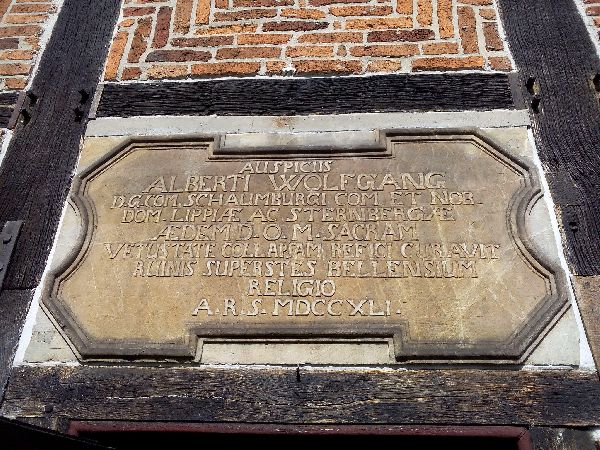 AUSPICIIS
ALBERTI WOLFGANG
D.G.COM.SCHAUMBURGI COM ET NOB.
DOM LIPPIÆ AC STERNBERGIÆ
ÆDEM D.O.M.SACRAM
VETUSTATE COLLAPSAM REFICI CURAVIT
RUINIS SUPERSTES BELLENSIUM
RELIGIO
A.R.S. MDCCXLI.